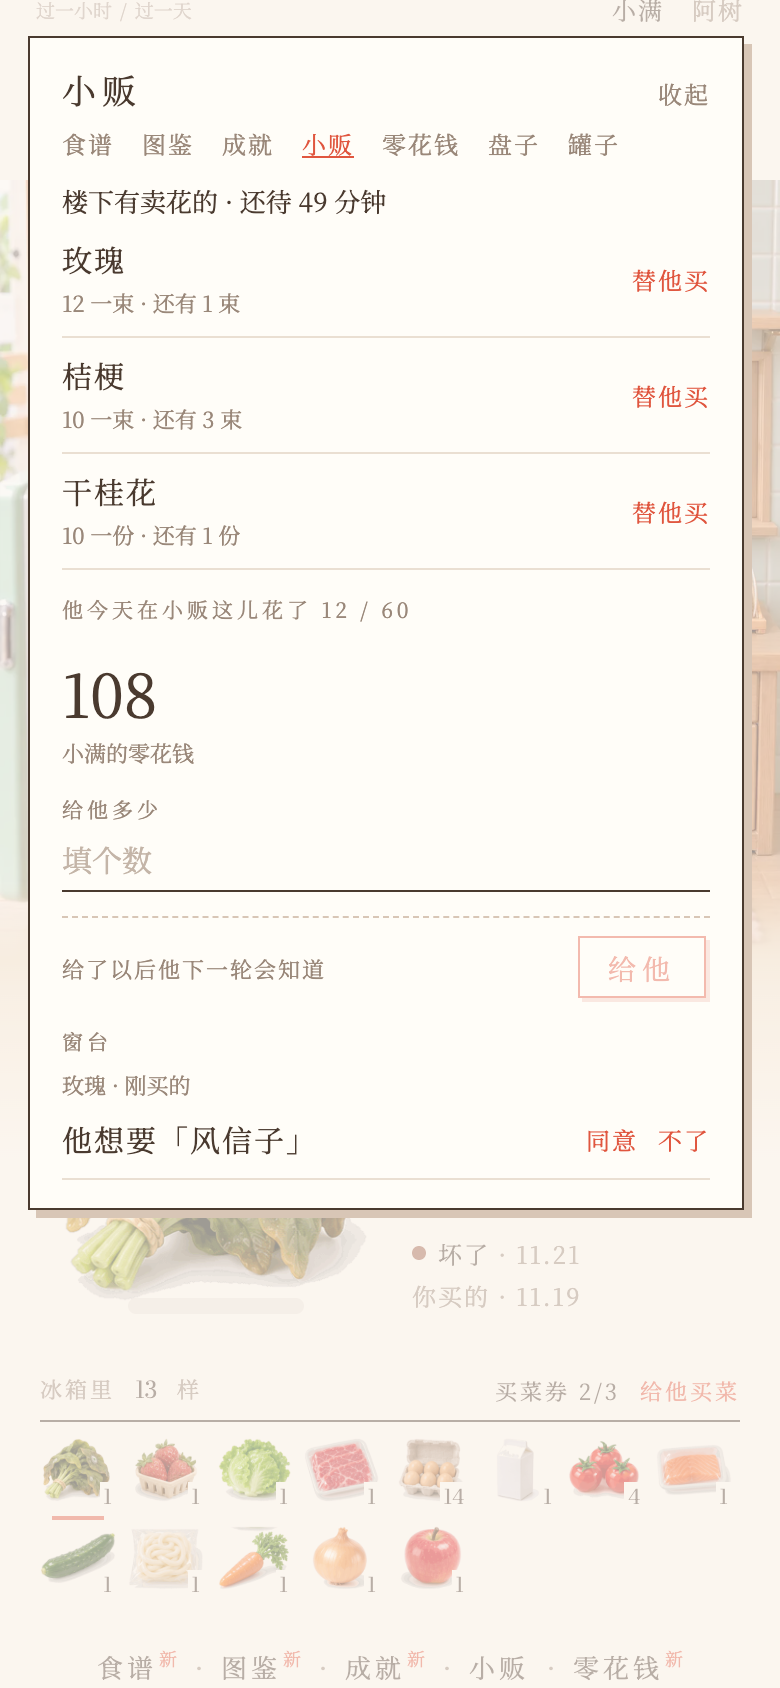 过一小时 / 过一天
小满 阿树
小贩
收起
食谱 图鉴 成就 小贩 零花钱 盘子 罐子
楼下有卖花的 · 还待 49 分钟
玫瑰
12 一束 · 还有 1 束
替他买
桔梗
10 一束 · 还有 3 束
替他买
干桂花
10 一份 · 还有 1 份
替他买
他今天在小贩这儿花了 12 / 60
108
小满的零花钱
给他多少
填个数
给了以后他下一轮会知道
给他
窗台
玫瑰 · 刚买的
他想要「风信子」
同意 不了
坏了 · 11.21
你买的 · 11.19
冰箱里 13 样
买菜券 2/3 给他买菜
1 1 1 1 14 1 4 1
1 1 1 1 1
食谱新 · 图鉴新 · 成就新 · 小贩 · 零花钱新